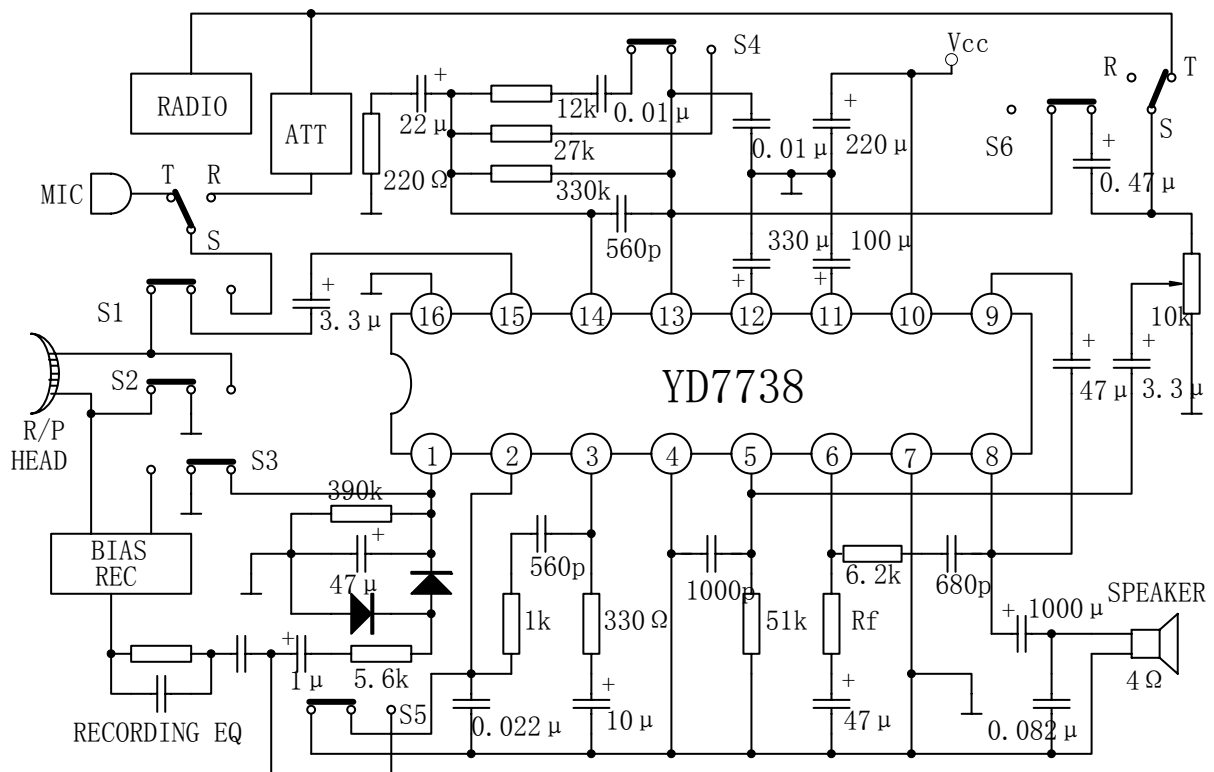 S4
Vcc
R
T
RADIO
ATT
22μ
+
12k
0.01μ
27k
220Ω
330k
0.01μ
+
220μ
S6
+
S
0.47μ
MIC
T
R
S
560p
330μ
100μ
S1
+
3.3μ
+
+
10k
16
15
14
13
12
11
10
9
YD7738
+
47μ
+
3.3μ
S2
R/P
HEAD
S3
1
2
3
4
5
6
7
8
390k
BIAS
REC
+
47μ
560p
1000p
6.2k
680p
SPEAKER
1k
330Ω
51k
Rf
+
1000μ
4Ω
+
1μ
5.6k
S5
RECORDING EQ
0.022μ
+
10μ
+
47μ
0.082μ